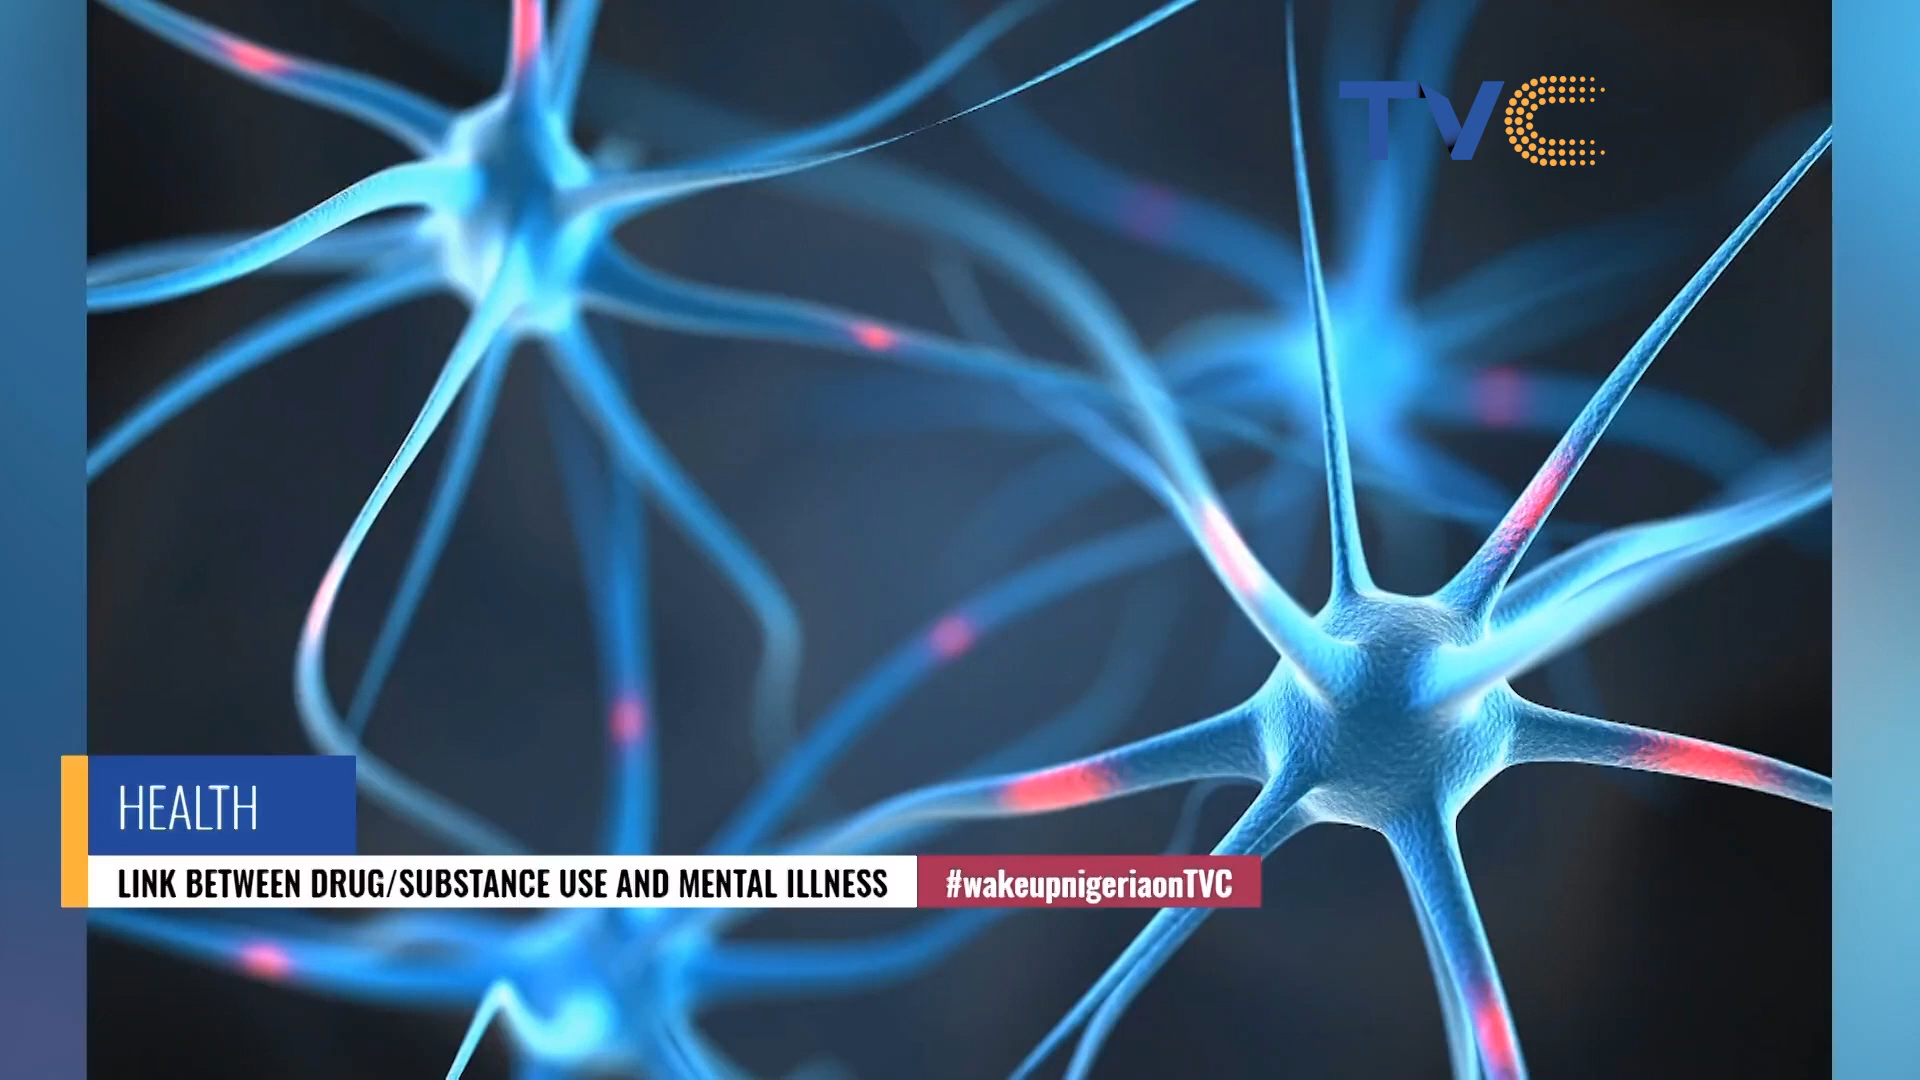 TVC
HEALTH
LINK BETWEEN DRUG/SUBSTANCE USE AND MENTAL ILLNESS
#wakeupnigeriaonTVC